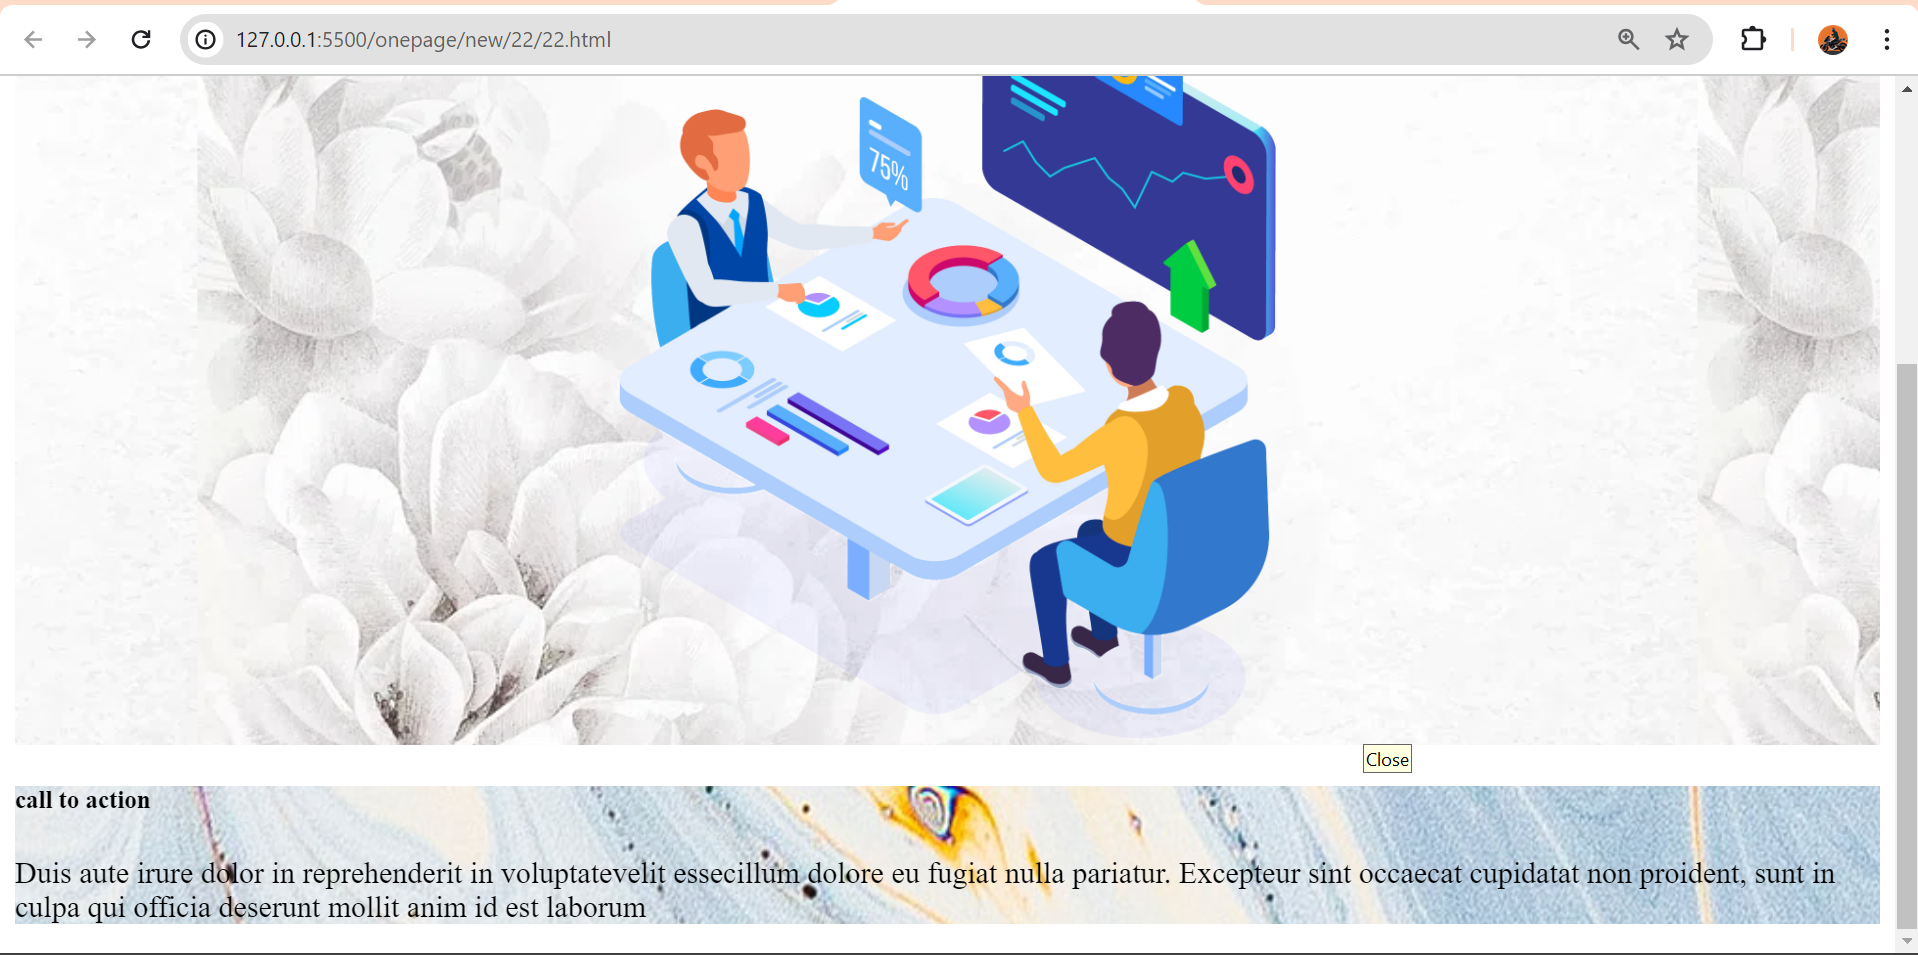 127.0.0.1:5500/onepage/new/22/22.html
75%
Close
call to action
Duis aute irure dolor in reprehenderit in voluptatevelit essecillum dolore eu fugiat nulla pariatur. Excepteur sint occaecat cupidatat non proident, sunt in
culpa qui officia deserunt mollit anim id est laborum